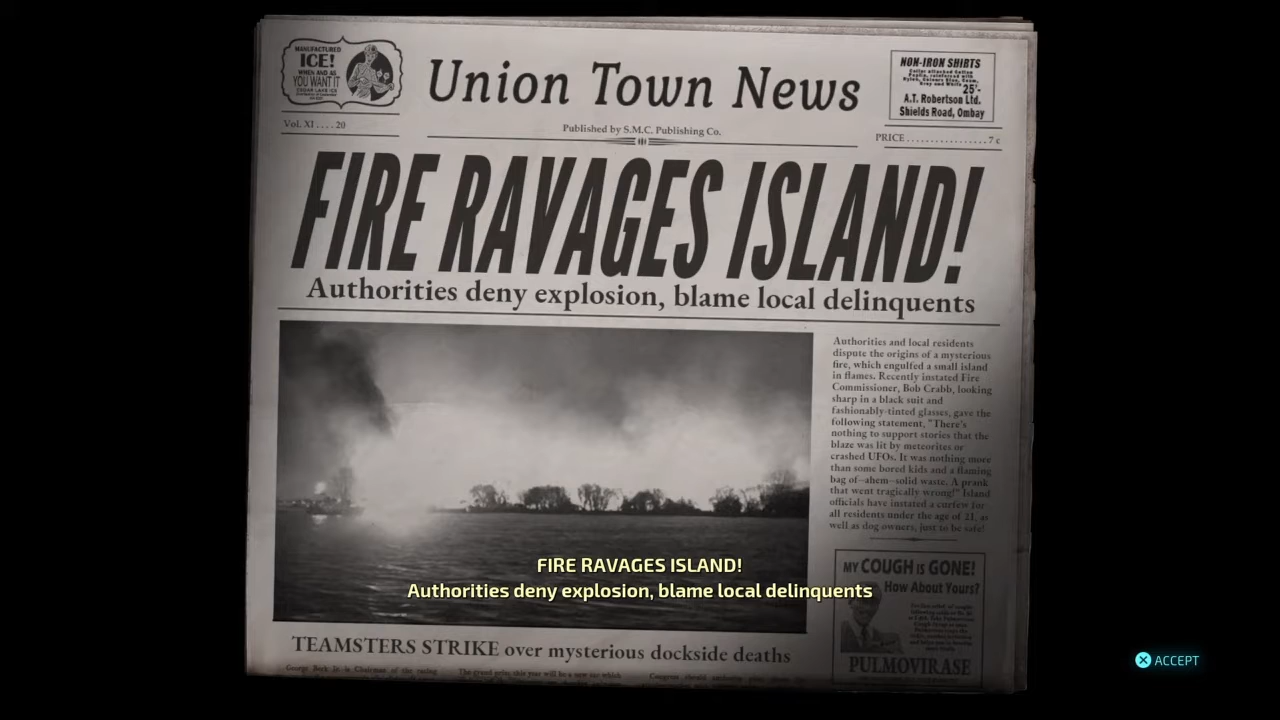 MANUFACTURED
ICE!
WHEN AND AS
YOU WANT IT
Union Town News
NON-IRON SHIRTS
25'-
A.T. Robertson Ltd.
Shields Road, Ombay
Vol. XI .... 20
Published by S.M.C. Publishing Co.
PRICE ................. 7 c
FIRE RAVAGES ISLAND!
Authorities deny explosion, blame local delinquents
Authorities and local residents
dispute the origins of a mysterious
fire, which engulfed a small island
in flames. Recently instated Fire
Commissioner, Bob Crabb, looking
sharp in a black suit and
fashionably-tinted glasses, gave the
following statement, "There's
nothing to support stories that the
blaze was lit by meteorites or
crashed UFOs. It was nothing more
than some bored kids and a flaming
bag of—ahem—solid waste. A prank
that went tragically wrong!" Island
officials have instated a curfew for
all residents under the age of 21, as
well as dog owners, just to be safe!
FIRE RAVAGES ISLAND!
Authorities deny explosion, blame local delinquents
MY COUGH IS GONE!
How About Yours?
PULMOVIRASE
TEAMSTERS STRIKE over mysterious dockside deaths
ACCEPT